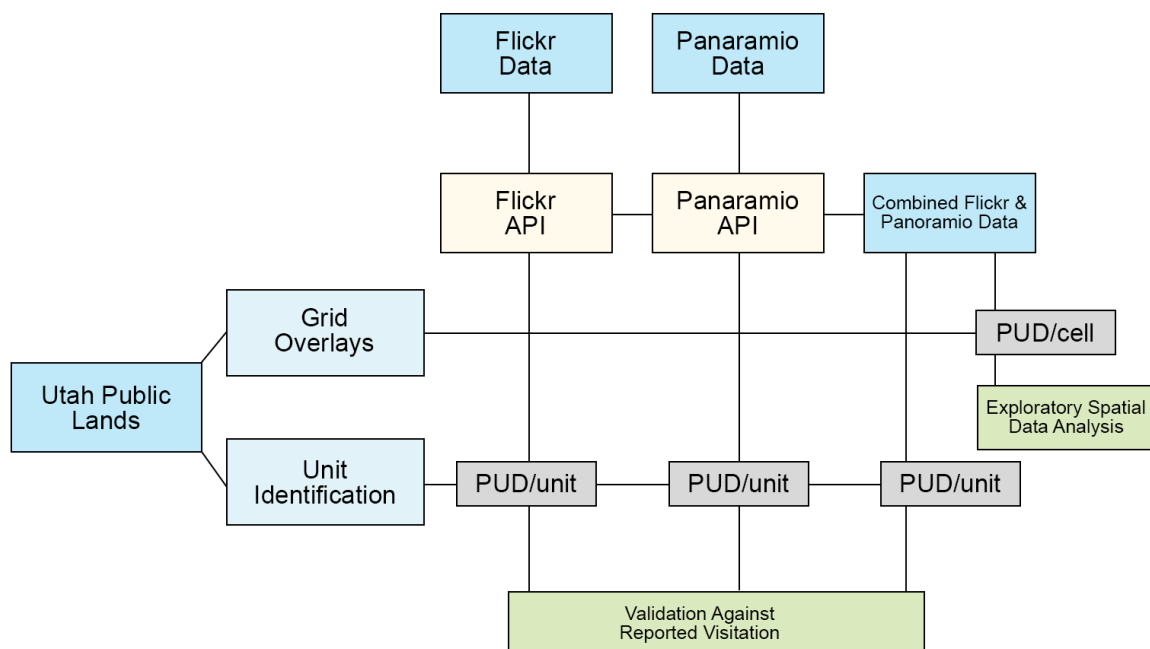 Flickr
Data
Panaramio
Data
Flickr
API
Panaramio
API
Combined Flickr &
Panoramio Data
Grid
Overlays
PUD/cell
Utah Public
Lands
Exploratory Spatial
Data Analysis
Unit
Identification
PUD/unit
PUD/unit
PUD/unit
Validation Against
Reported Visitation